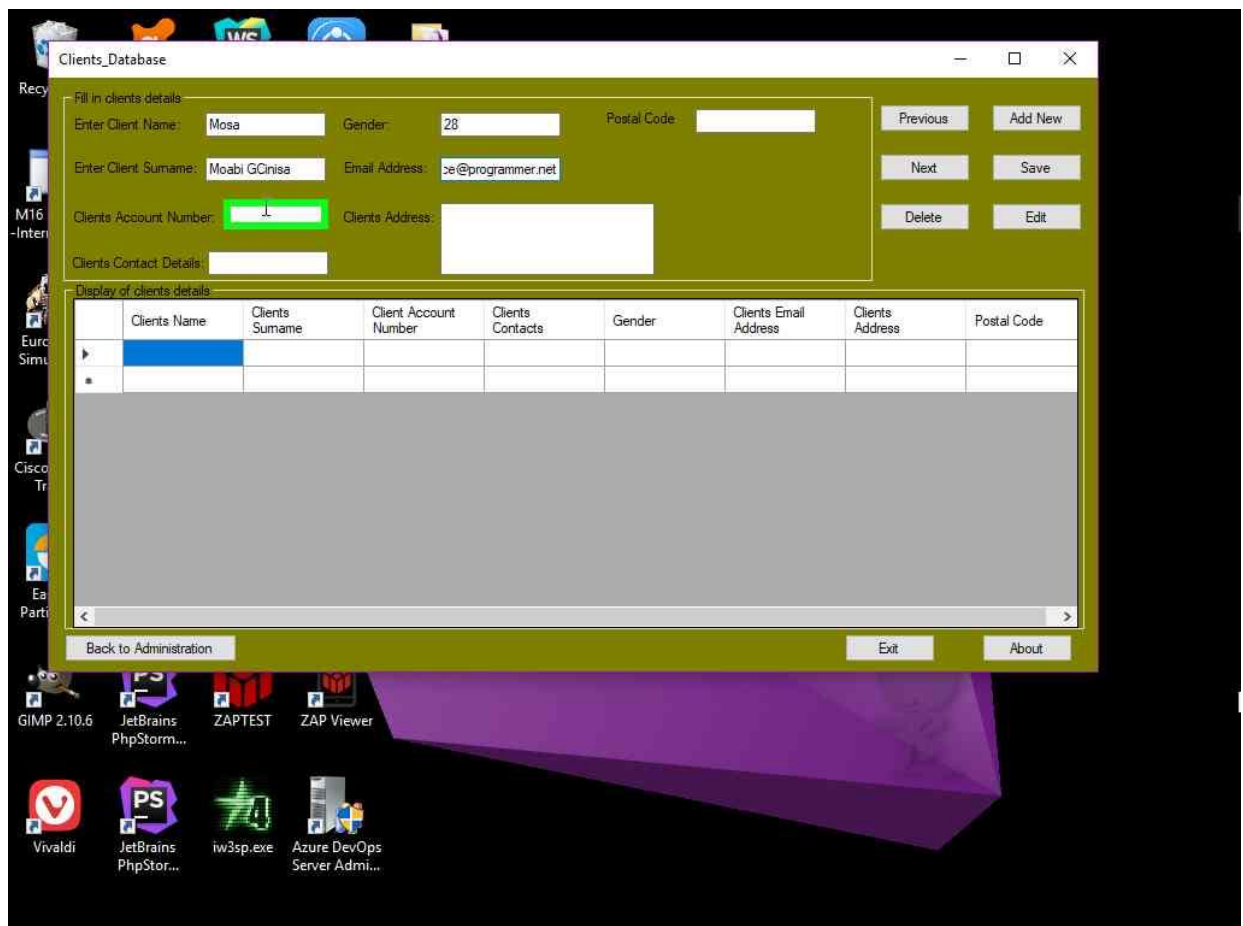 WS
Clients_Database
Recy
Fill in clients details
Enter Client Name: Mosa Gender: 28 Postal Code
Previous Add New
Enter Client Surname: Moabi GCinisa Email Address: ce@programmer.net
Next Save
M16
-Inter
Clients Account Number: Clients Address:
Delete Edit
Clients Contact Details:
Display of clients details
Clients Name Clients Surname Client Account Number Clients Contacts Gender Clients Email Address Clients Address Postal Code
Euro
Simu
Cisco
Tr
Ea
Parti
Back to Administration Exit About
GIMP 2.10.6
JetBrains PhpStorm...
ZAPTEST
ZAP Viewer
PS
Vivaldi
JetBrains PhpStor...
iw3sp.exe
Azure DevOps Server Admi...